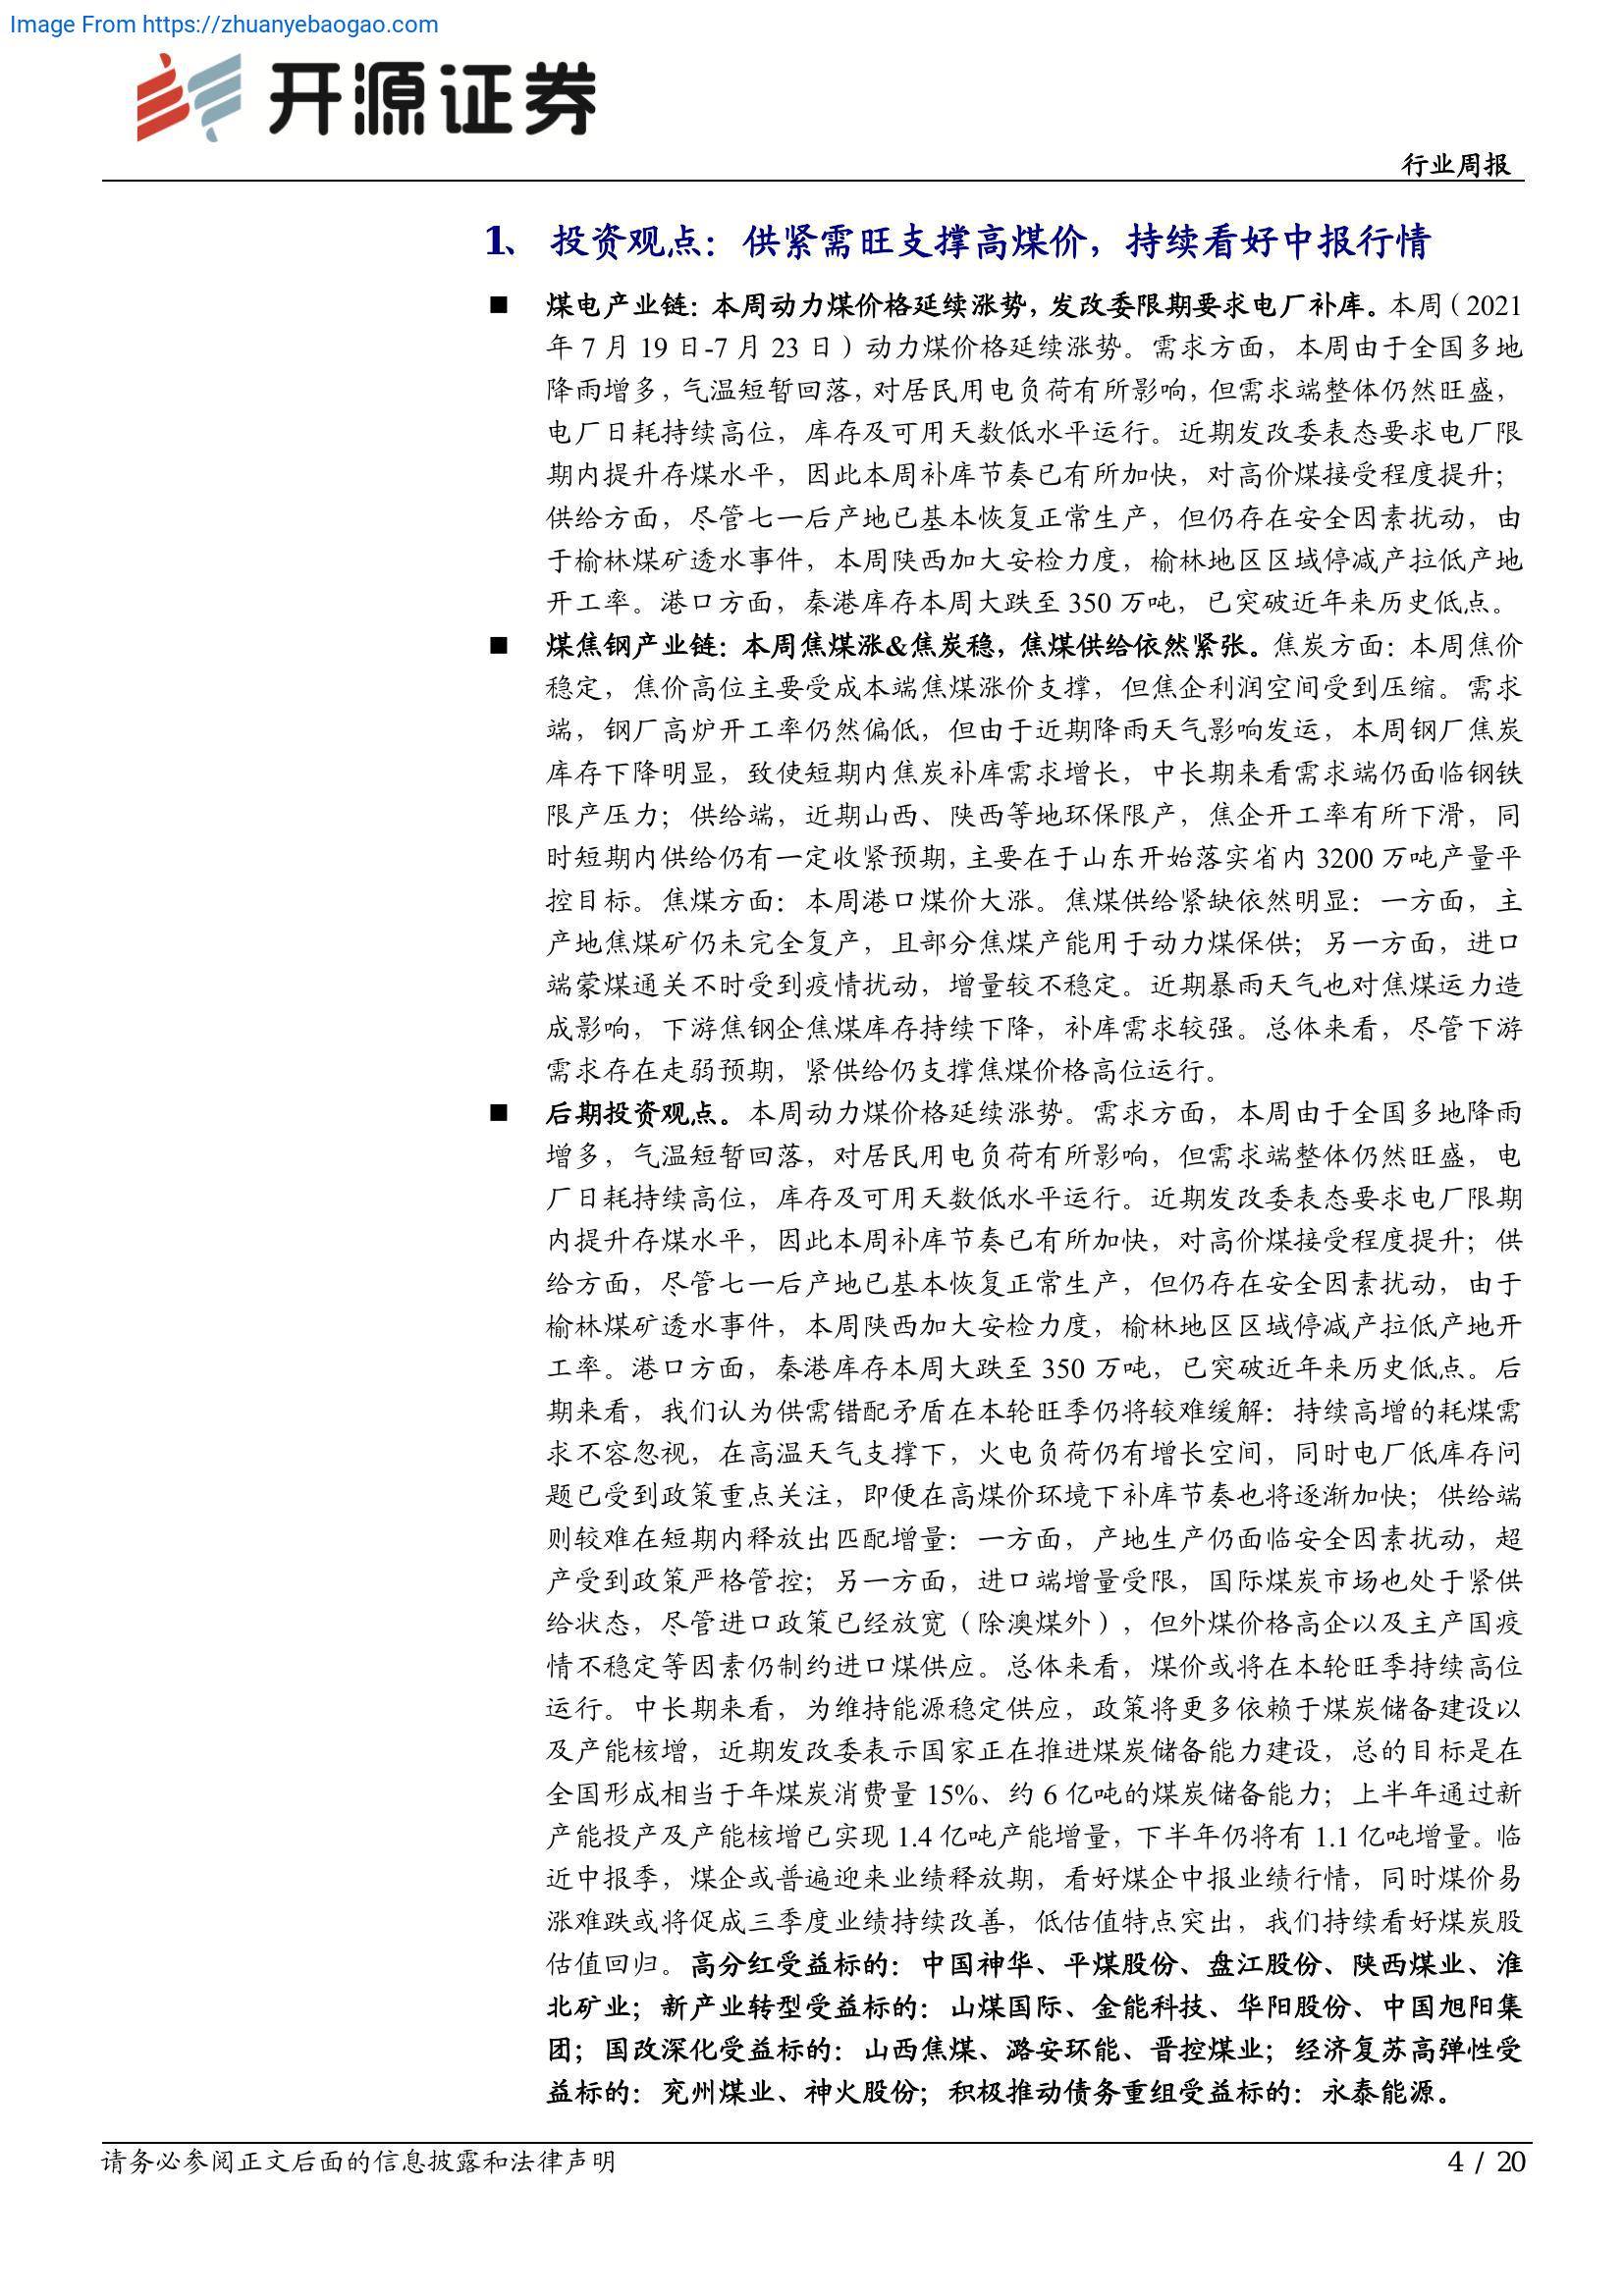 Image From https://zhuanyebaogao.com
开源证券
行业周报
1、 投资观点：供紧需旺支撑高煤价，持续看好中报行情
■ 煤电产业链：本周动力煤价格延续涨势，发改委限期要求电厂补库。本周（2021
年 7 月 19 日-7 月 23 日）动力煤价格延续涨势。需求方面，本周由于全国多地
降雨增多，气温短暂回落，对居民用电负荷有所影响，但需求端整体仍然旺盛，
电厂日耗持续高位，库存及可用天数低水平运行。近期发改委表态要求电厂限
期内提升存煤水平，因此本周补库节奏已有所加快，对高价煤接受程度提升；
供给方面，尽管七一后产地已基本恢复正常生产，但仍存在安全因素扰动，由
于榆林煤矿透水事件，本周陕西加大安检力度，榆林地区区域停减产拉低产地
开工率。港口方面，秦港库存本周大跌至 350 万吨，已突破近年来历史低点。
■ 煤焦钢产业链：本周焦煤涨&焦炭稳，焦煤供给依然紧张。焦炭方面：本周焦价
稳定，焦价高位主要受成本端焦煤涨价支撑，但焦企利润空间受到压缩。需求
端，钢厂高炉开工率仍然偏低，但由于近期降雨天气影响发运，本周钢厂焦炭
库存下降明显，致使短期内焦炭补库需求增长，中长期来看需求端仍面临钢铁
限产压力；供给端，近期山西、陕西等地环保限产，焦企开工率有所下滑，同
时短期内供给仍有一定收紧预期，主要在于山东开始落实省内 3200 万吨产量平
控目标。焦煤方面：本周港口煤价大涨。焦煤供给紧缺依然明显：一方面，主
产地焦煤矿仍未完全复产，且部分焦煤产能用于动力煤保供；另一方面，进口
端蒙煤通关不时受到疫情扰动，增量较不稳定。近期暴雨天气也对焦煤运力造
成影响，下游焦钢企焦煤库存持续下降，补库需求较强。总体来看，尽管下游
需求存在走弱预期，紧供给仍支撑焦煤价格高位运行。
■ 后期投资观点。本周动力煤价格延续涨势。需求方面，本周由于全国多地降雨
增多，气温短暂回落，对居民用电负荷有所影响，但需求端整体仍然旺盛，电
厂日耗持续高位，库存及可用天数低水平运行。近期发改委表态要求电厂限期
内提升存煤水平，因此本周补库节奏已有所加快，对高价煤接受程度提升；供
给方面，尽管七一后产地已基本恢复正常生产，但仍存在安全因素扰动，由于
榆林煤矿透水事件，本周陕西加大安检力度，榆林地区区域停减产拉低产地开
工率。港口方面，秦港库存本周大跌至 350 万吨，已突破近年来历史低点。后
期来看，我们认为供需错配矛盾在本轮旺季仍将较难缓解：持续高增的耗煤需
求不容忽视，在高温天气支撑下，火电负荷仍有增长空间，同时电厂低库存问
题已受到政策重点关注，即便在高煤价环境下补库节奏也将逐渐加快；供给端
则较难在短期内释放出匹配增量：一方面，产地生产仍面临安全因素扰动，超
产受到政策严格管控；另一方面，进口端增量受限，国际煤炭市场也处于紧供
给状态，尽管进口政策已经放宽（除澳煤外），但外煤价格高企以及主产国疫
情不稳定等因素仍制约进口煤供应。总体来看，煤价或将在本轮旺季持续高位
运行。中长期来看，为维持能源稳定供应，政策将更多依赖于煤炭储备建设以
及产能核增，近期发改委表示国家正在推进煤炭储备能力建设，总的目标是在
全国形成相当于年煤炭消费量 15%、约 6 亿吨的煤炭储备能力；上半年通过新
产能投产及产能核增已实现 1.4 亿吨产能增量，下半年仍将有 1.1 亿吨增量。临
近中报季，煤企或普遍迎来业绩释放期，看好煤企中报业绩行情，同时煤价易
涨难跌或将促成三季度业绩持续改善，低估值特点突出，我们持续看好煤炭股
估值回归。高分红受益标的：中国神华、平煤股份、盘江股份、陕西煤业、淮
北矿业；新产业转型受益标的：山煤国际、金能科技、华阳股份、中国旭阳集
团；国改深化受益标的：山西焦煤、潞安环能、晋控煤业；经济复苏高弹性受
益标的：兖州煤业、神火股份；积极推动债务重组受益标的：永泰能源。
请务必参阅正文后面的信息披露和法律声明
4 / 20